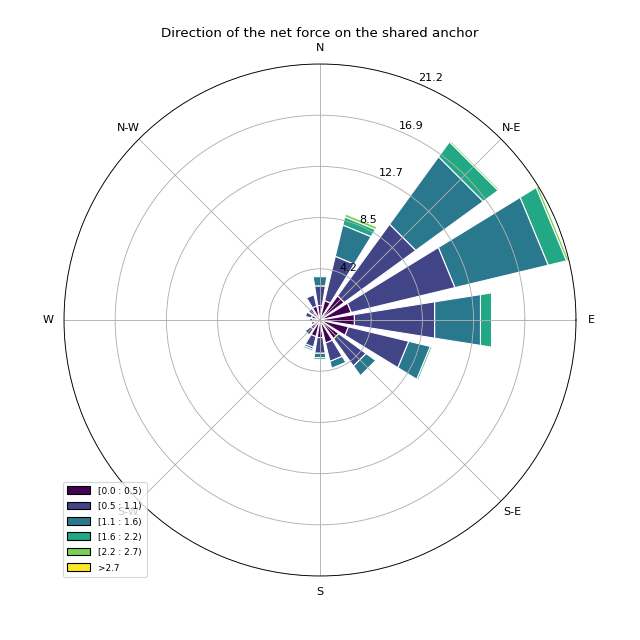 Direction of the net force on the shared anchor
N
21.2
N-W
16.9
N-E
12.7
8.5
4.2
W
E
[0.0 : 0.5)
[0.5 : 1.1)
S-W
S-E
[1.1 : 1.6)
[1.6 : 2.2)
[2.2 : 2.7)
>2.7
S